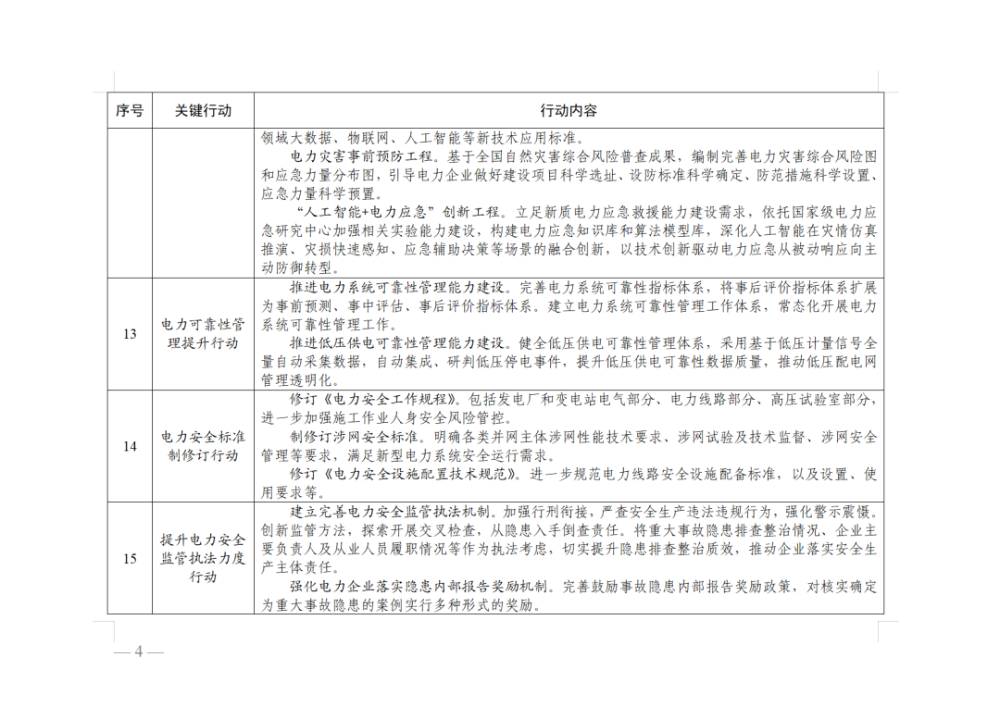 序号 关键行动 行动内容
领域大数据、物联网、人工智能等新技术应用标准。
电力灾害事前预防工程。基于全国自然灾害综合风险普查成果，编制完善电力灾害综合风险图
和应急力量分布图，引导电力企业做好建设项目科学选址、设防标准科学确定、防范措施科学设置、
应急力量科学预置。
“人工智能+电力应急”创新工程。立足新质电力应急救援能力建设需求，依托国家级电力应
急研究中心加强相关实验能力建设，构建电力应急知识库和算法模型库，深化人工智能在灾情仿真
推演、灾损快速感知、应急辅助决策等场景的融合创新，以技术创新驱动电力应急从被动响应向主
动防御转型。
13
电力可靠性管
理提升行动
推进电力系统可靠性管理能力建设。完善电力系统可靠性指标体系，将事后评价指标体系扩展
为事前预测、事中评估、事后评价指标体系。建立电力系统可靠性管理工作体系，常态化开展电力
系统可靠性管理工作。
推进低压供电可靠性管理能力建设。健全低压供电可靠性管理体系，采用基于低压计量信号全
量自动采集数据，自动集成、研判低压停电事件，提升低压供电可靠性数据质量，推动低压配电网
管理透明化。
14
电力安全标准
制修订行动
修订《电力安全工作规程》。包括发电厂和变电站电气部分、电力线路部分、高压试验室部分，
进一步加强施工作业人身安全风险管控。
制修订涉网安全标准。明确各类并网主体涉网性能技术要求、涉网试验及技术监督、涉网安全
管理等要求，满足新型电力系统安全运行需求。
修订《电力安全设施配置技术规范》。进一步规范电力线路安全设施配备标准，以及设置、使
用要求等。
15
提升电力安全
监管执法力度
行动
建立完善电力安全监管执法机制。加强行刑衔接，严查安全生产违法违规行为，强化警示震慑。
创新监管方法，探索开展交叉检查，从隐患入手倒查责任。将重大事故隐患排查整治情况、企业主
要负责人及从业人员履职情况等作为执法考虑，切实提升隐患排查整治质效，推动企业落实安全生
产主体责任。
强化电力企业落实隐患内部报告奖励机制。完善鼓励事故隐患内部报告奖励政策，对核实确定
为重大事故隐患的案例实行多种形式的奖励。
— 4 —